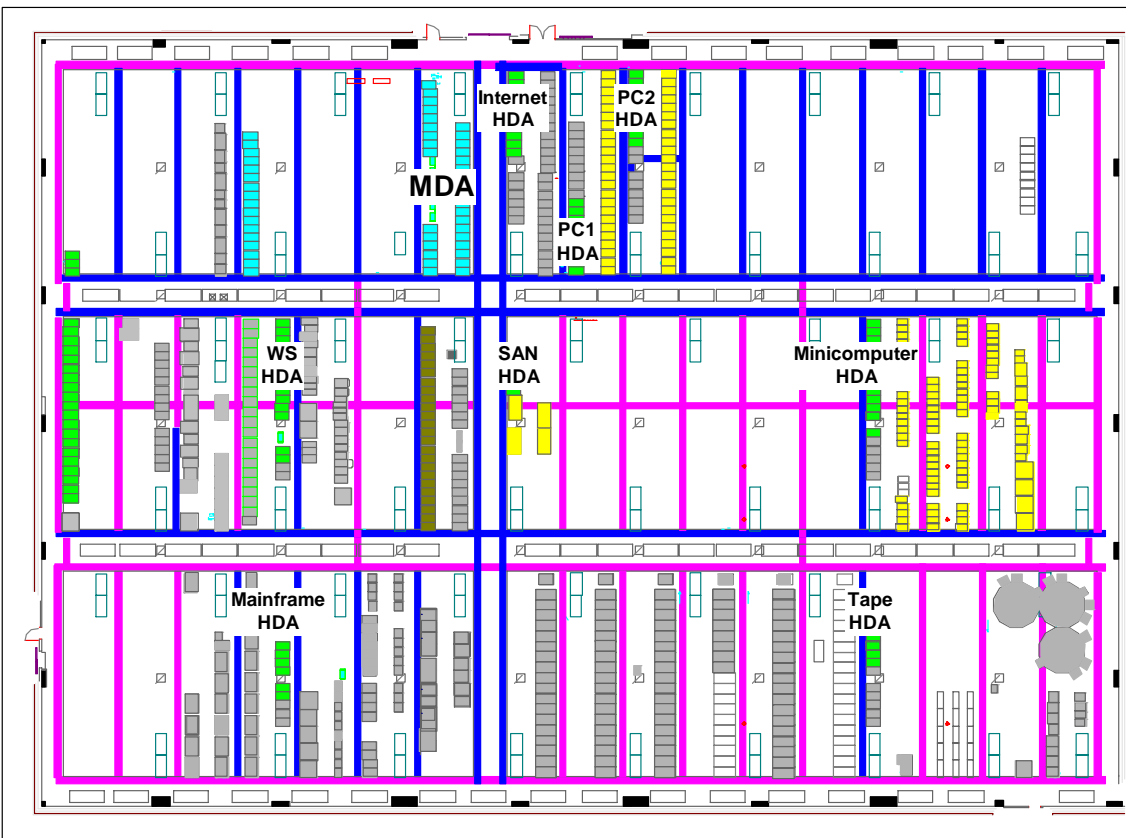 Internet
HDA
PC2
HDA
MDA
PC1
HDA
WS
HDA
SAN
HDA
Minicomputer
HDA
Mainframe
HDA
Tape
HDA